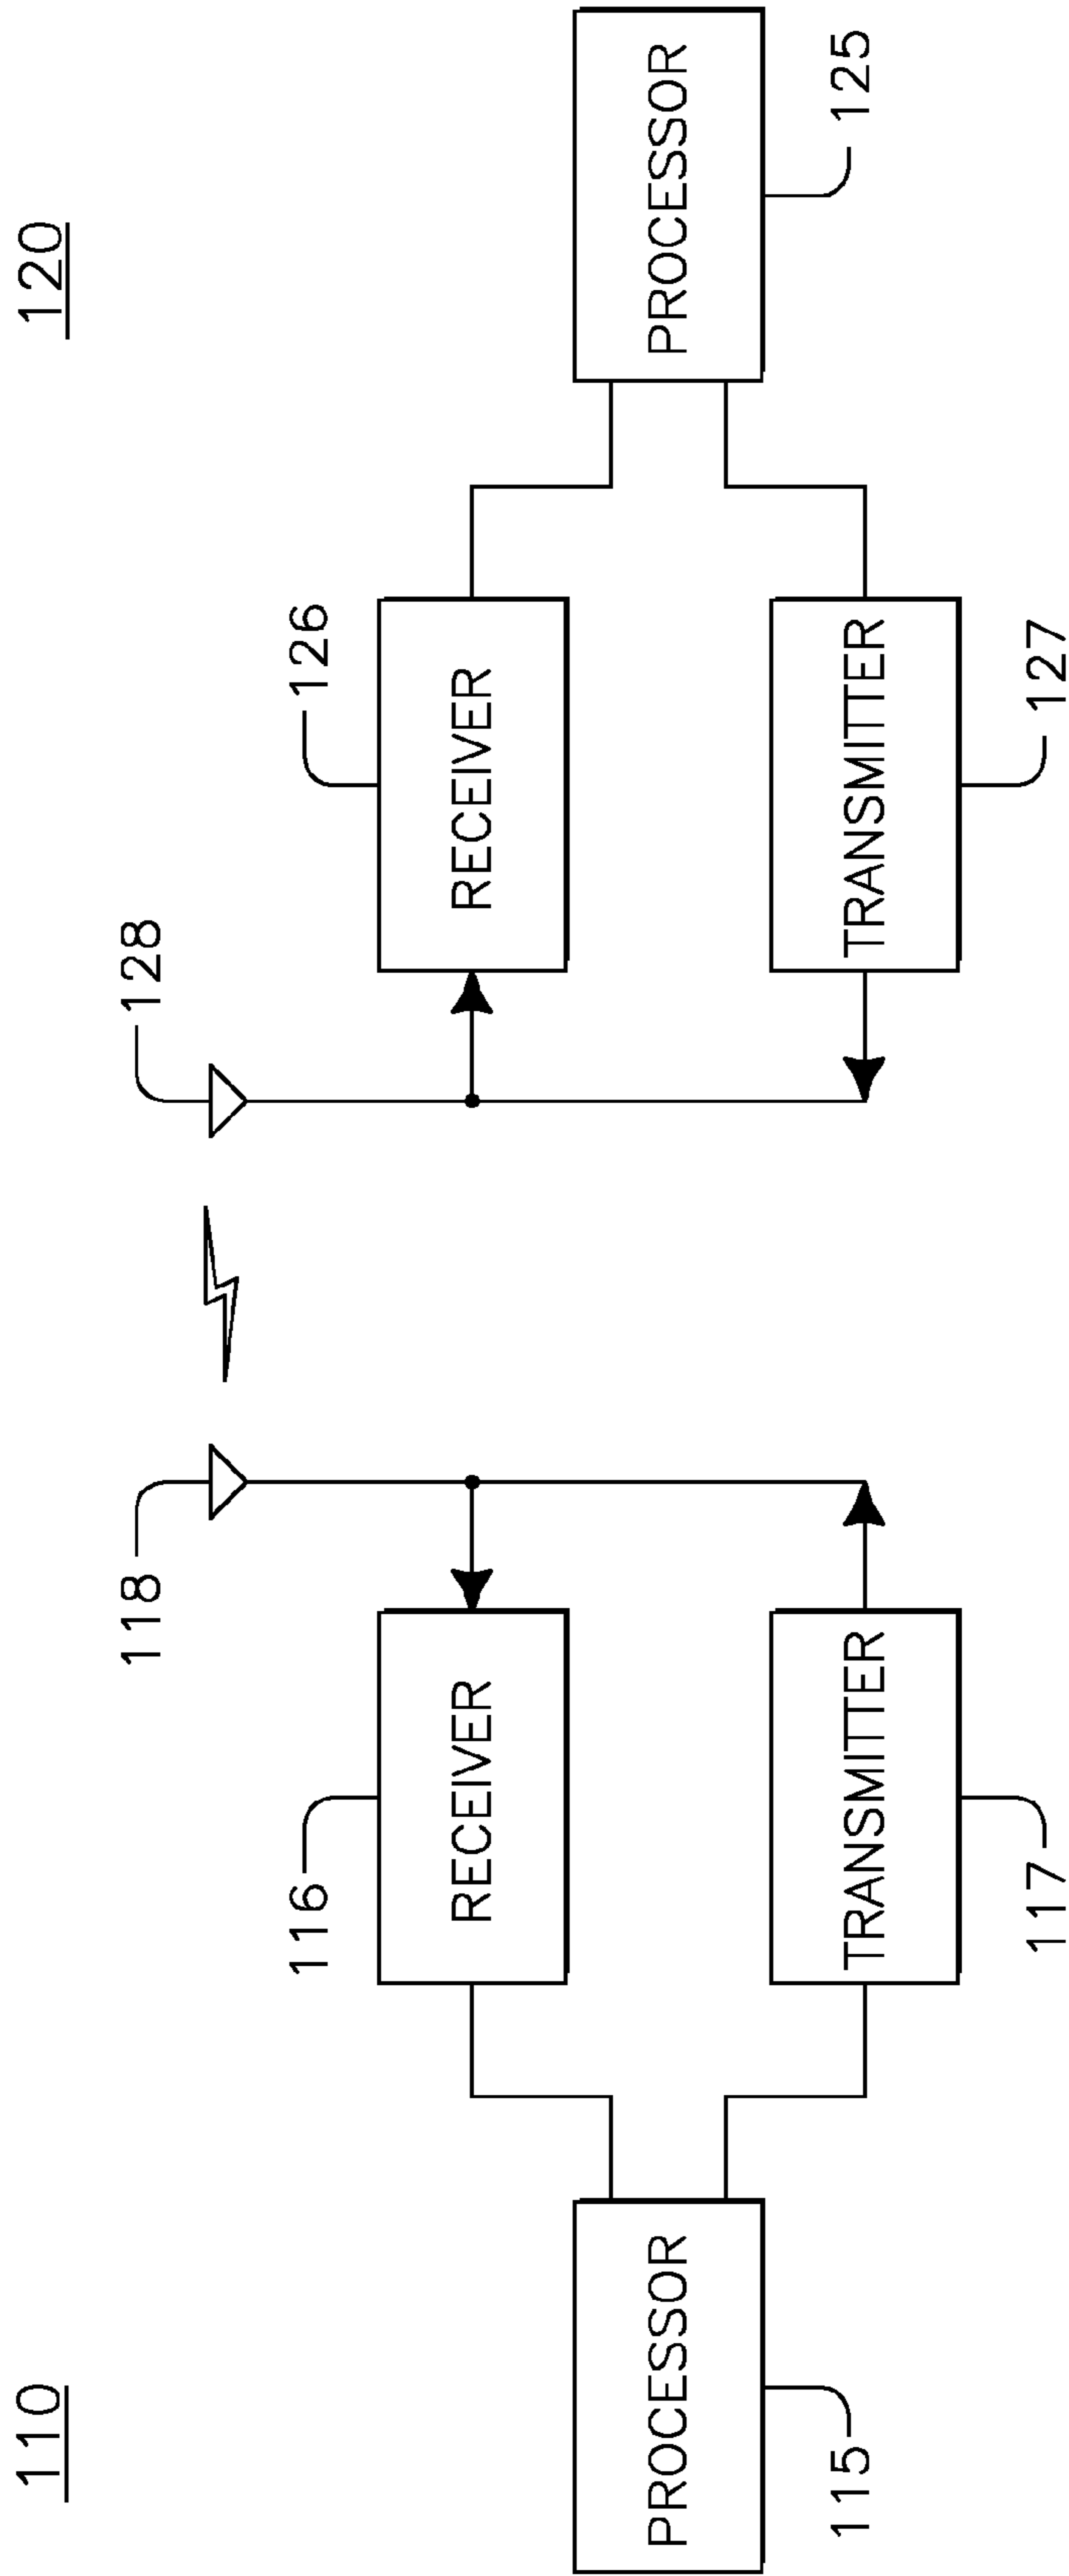 110
120
118
128
116
126
RECEIVER
RECEIVER
PROCESSOR
PROCESSOR
115
125
TRANSMITTER
TRANSMITTER
117
127